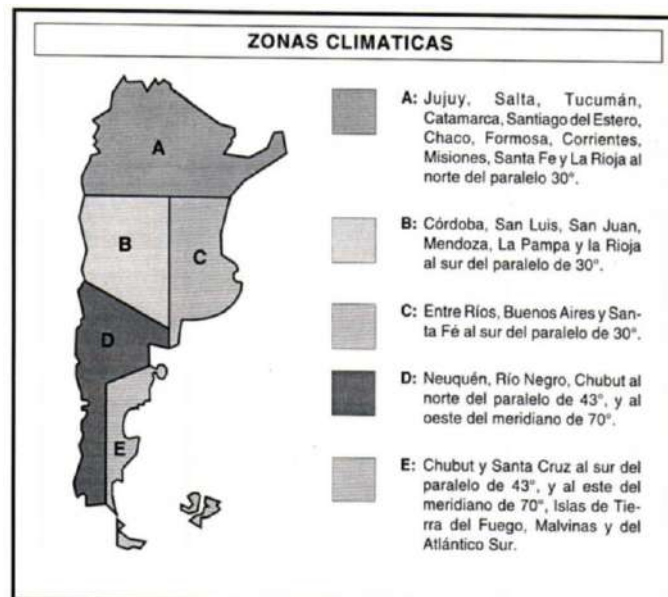 ZONAS CLIMATICAS
A
B
C
D
E
A: Jujuy, Salta, Tucumán,
Catamarca, Santiago del Estero,
Chaco, Formosa, Corrientes,
Misiones, Santa Fe y La Rioja al
norte del paralelo 30°.
B: Córdoba, San Luis, San Juan,
Mendoza, La Pampa y la Rioja
al sur del paralelo de 30°.
C: Entre Ríos, Buenos Aires y San-
ta Fé al sur del paralelo de 30°.
D: Neuquén, Río Negro, Chubut al
norte del paralelo de 43°, y al
oeste del meridiano de 70°.
E: Chubut y Santa Cruz al sur del
paralelo de 43°, y al este del
meridiano de 70°, Islas de Tie-
rra del Fuego, Malvinas y del
Atlántico Sur.